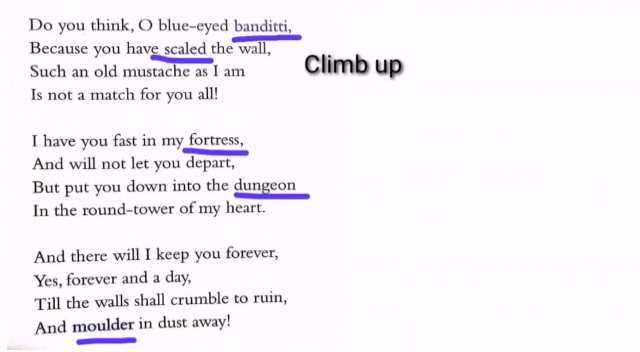 Do you think, O blue-eyed banditti,
Because you have scaled the wall,
Such an old mustache as I am
Is not a match for you all!
Climb up
I have you fast in my fortress,
And will not let you depart,
But put you down into the dungeon
In the round-tower of my heart.
And there will I keep you forever,
Yes, forever and a day,
Till the walls shall crumble to ruin,
And moulder in dust away!